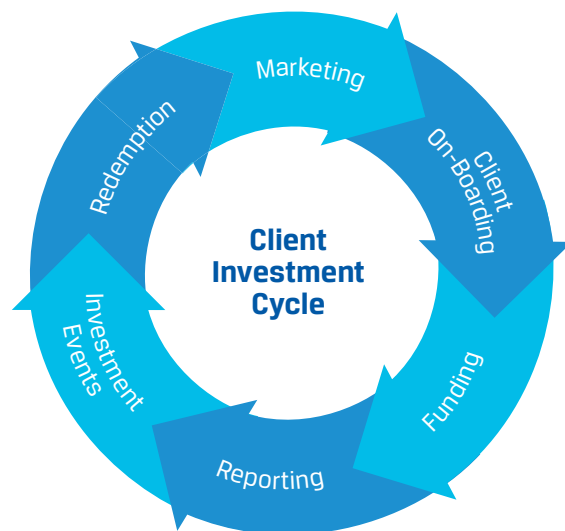 Marketing
Client
On-Boarding
Funding
Reporting
Investment
Events
Redemption
Client
Investment
Cycle